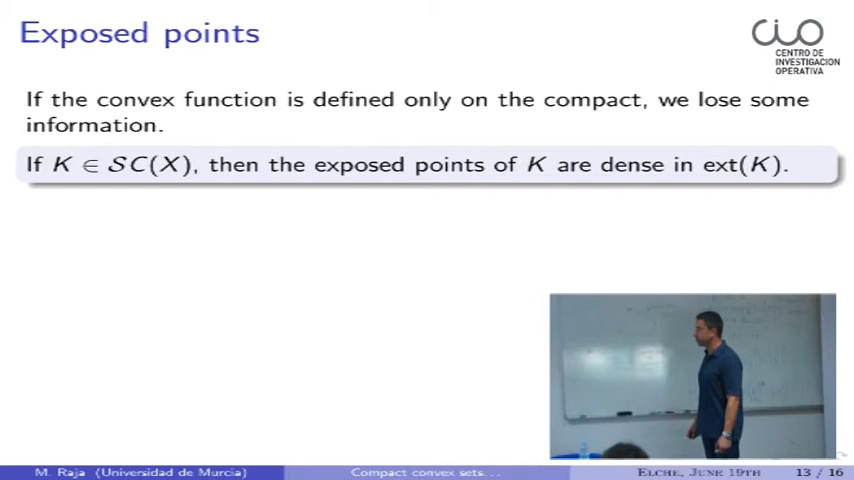 Exposed points
CIO
CENTRO DE
INVESTIGACION
OPERATIVA
If the convex function is defined only on the compact, we lose some
information.
If K ∈ SC(X), then the exposed points of K are dense in ext(K).
M. Raja (Universidad de Murcia)
Compact convex sets...
Elche, June 19th
13 / 16